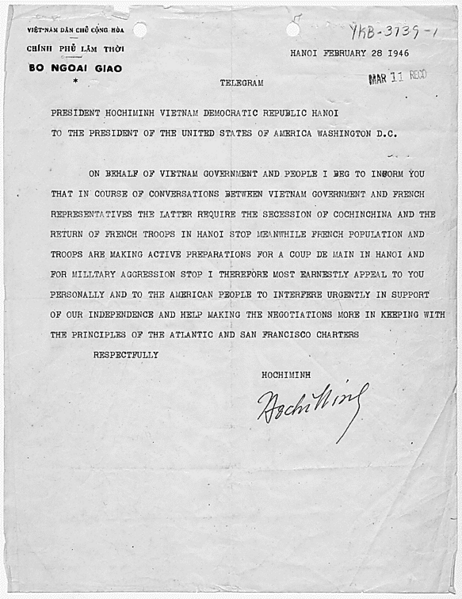 VIỆT-NAM DÂN CHỦ CỘNG HÒA
YKB-3739-1
CHÍNH PHỦ LÂM THỜI
HANOI FEBRUARY 28 1946
BO NGOAI GIAO
MAR 11 RECD
*
TELEGRAM
PRESIDENT HOCHIMINH VIETNAM DEMOCRATIC REPUBLIC HANOI
TO THE PRESIDENT OF THE UNITED STATES OF AMERICA WASHINGTON D.C.
ON BEHALF OF VIETNAM GOVERNMENT AND PEOPLE I BEG TO INFORM YOU
THAT IN COURSE OF CONVERSATIONS BETWEEN VIETNAM GOVERNMENT AND FRENCH
REPRESENTATIVES THE LATTER REQUIRE THE SECESSION OF COCHINCHINA AND THE
RETURN OF FRENCH TROOPS IN HANOI STOP MEANWHILE FRENCH POPULATION AND
TROOPS ARE MAKING ACTIVE PREPARATIONS FOR A COUP DE MAIN IN HANOI AND
FOR MILITARY AGGRESSION STOP I THEREFORE MOST EARNESTLY APPEAL TO YOU
PERSONALLY AND TO THE AMERICAN PEOPLE TO INTERFERE URGENTLY IN SUPPORT
OF OUR INDEPENDENCE AND HELP MAKING THE NEGOTIATIONS MORE IN KEEPING WITH
THE PRINCIPLES OF THE ATLANTIC AND SAN FRANCISCO CHARTERS
RESPECTFULLY
HOCHIMINH
Hochiminh